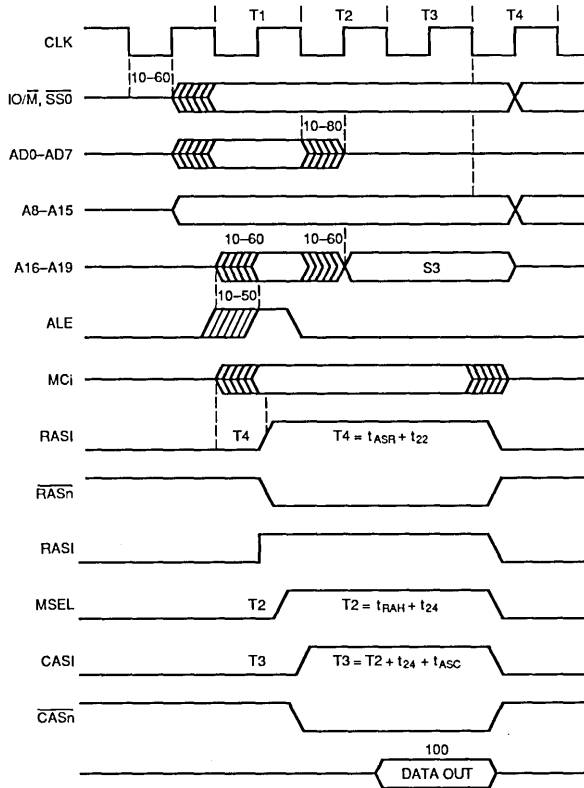 T1 T2 T3 T4
CLK
10–60
IO/M̅, S̅S̅0̅
10–80
AD0–AD7
A8–A15
10–60 10–60
A16–A19 S3
10–50
ALE
MCi
RASI T4 T4 = tASR + t22
R̅A̅S̅n̅
RASI
MSEL T2 T2 = tRAH + t24
CASI T3 T3 = T2 + t24 + tASC
C̅A̅S̅n̅
100
DATA OUT